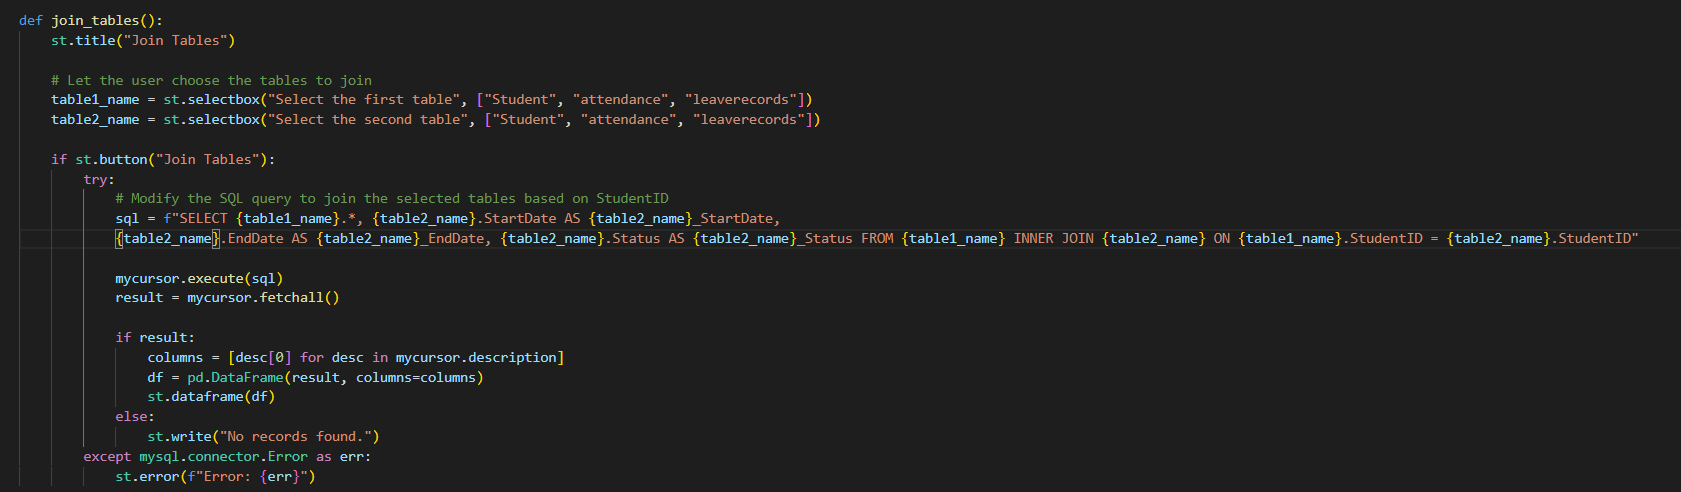 def join_tables():
    st.title("Join Tables")

    # Let the user choose the tables to join
    table1_name = st.selectbox("Select the first table", ["Student", "attendance", "leaverecords"])
    table2_name = st.selectbox("Select the second table", ["Student", "attendance", "leaverecords"])

    if st.button("Join Tables"):
        try:
            # Modify the SQL query to join the selected tables based on StudentID
            sql = f"SELECT {table1_name}.*, {table2_name}.StartDate AS {table2_name}_StartDate,
            {table2_name}.EndDate AS {table2_name}_EndDate, {table2_name}.Status AS {table2_name}_Status FROM {table1_name} INNER JOIN {table2_name} ON {table1_name}.StudentID = {table2_name}.StudentID"

            mycursor.execute(sql)
            result = mycursor.fetchall()

            if result:
                columns = [desc[0] for desc in mycursor.description]
                df = pd.DataFrame(result, columns=columns)
                st.dataframe(df)
            else:
                st.write("No records found.")
        except mysql.connector.Error as err:
            st.error(f"Error: {err}")